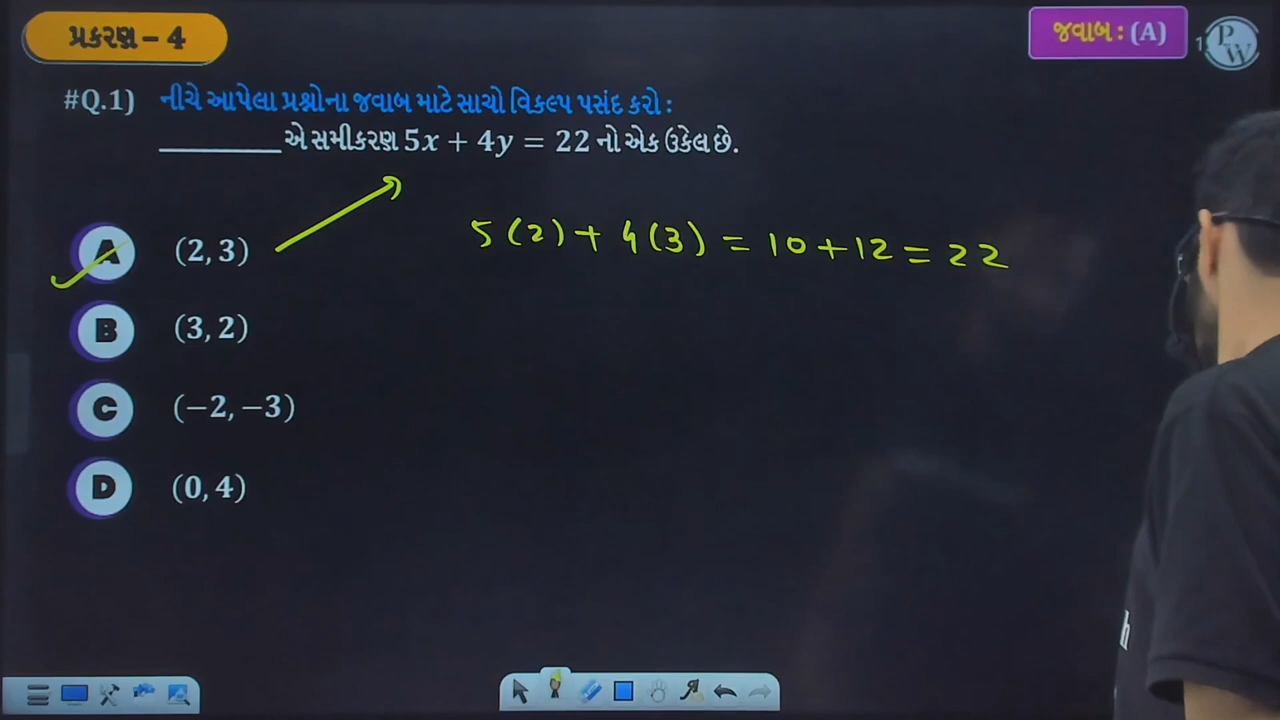 પ્રકરણ – 4
જવાબ : (A)
PW
#Q.1) નીચે આપેલા પ્રશ્નોના જવાબ માટે સાચો વિકલ્પ પસંદ કરો :
________ એ સમીકરણ 5x + 4y = 22 નો એક ઉકેલ છે.
A (2, 3)
5(2) + 4(3) = 10 + 12 = 22
B (3, 2)
C (−2, −3)
D (0, 4)
h